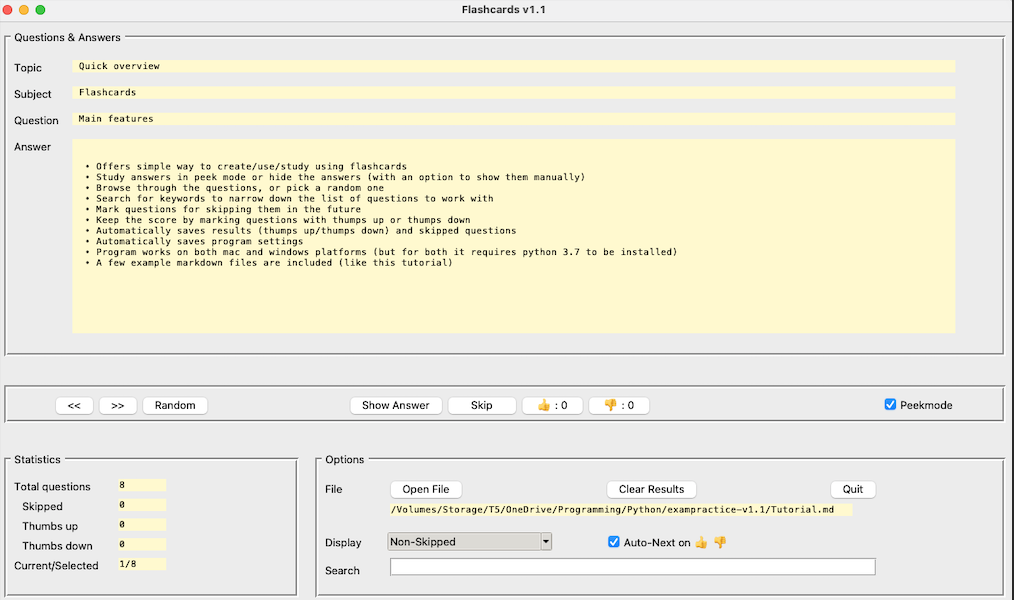 Flashcards v1.1
Questions & Answers
Topic Quick overview
Subject Flashcards
Question Main features
Answer
• Offers simple way to create/use/study using flashcards
• Study answers in peek mode or hide the answers (with an option to show them manually)
• Browse through the questions, or pick a random one
• Search for keywords to narrow down the list of questions to work with
• Mark questions for skipping them in the future
• Keep the score by marking questions with thumps up or thumps down
• Automatically saves results (thumps up/thumps down) and skipped questions
• Automatically saves program settings
• Program works on both mac and windows platforms (but for both it requires python 3.7 to be installed)
• A few example markdown files are included (like this tutorial)
<< >> Random Show Answer Skip 👍 : 0 👎 : 0 Peekmode
Statistics
Total questions 8
Skipped 0
Thumbs up 0
Thumbs down 0
Current/Selected 1/8
Options
File Open File Clear Results Quit
/Volumes/Storage/T5/OneDrive/Programming/Python/exampractice-v1.1/Tutorial.md
Display Non-Skipped Auto-Next on 👍 👎
Search